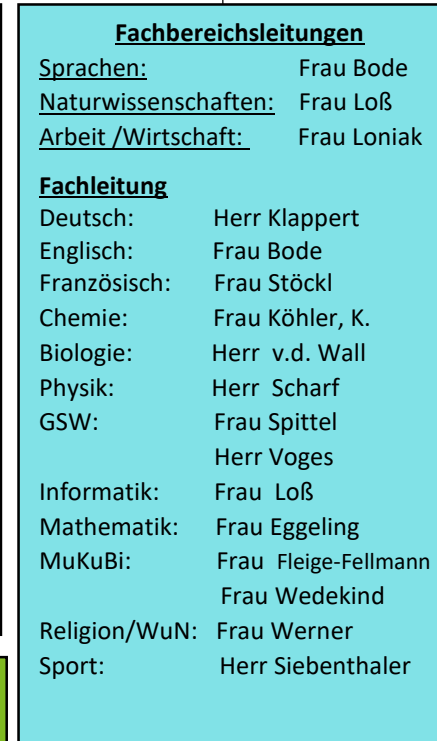 Fachbereichsleitungen
Sprachen: Frau Bode
Naturwissenschaften: Frau Loß
Arbeit /Wirtschaft: Frau Loniak
Fachleitung
Deutsch: Herr Klappert
Englisch: Frau Bode
Französisch: Frau Stöckl
Chemie: Frau Köhler, K.
Biologie: Herr v.d. Wall
Physik: Herr Scharf
GSW: Frau Spittel
Herr Voges
Informatik: Frau Loß
Mathematik: Frau Eggeling
MuKuBi: Frau Fleige-Fellmann
Frau Wedekind
Religion/WuN: Frau Werner
Sport: Herr Siebenthaler